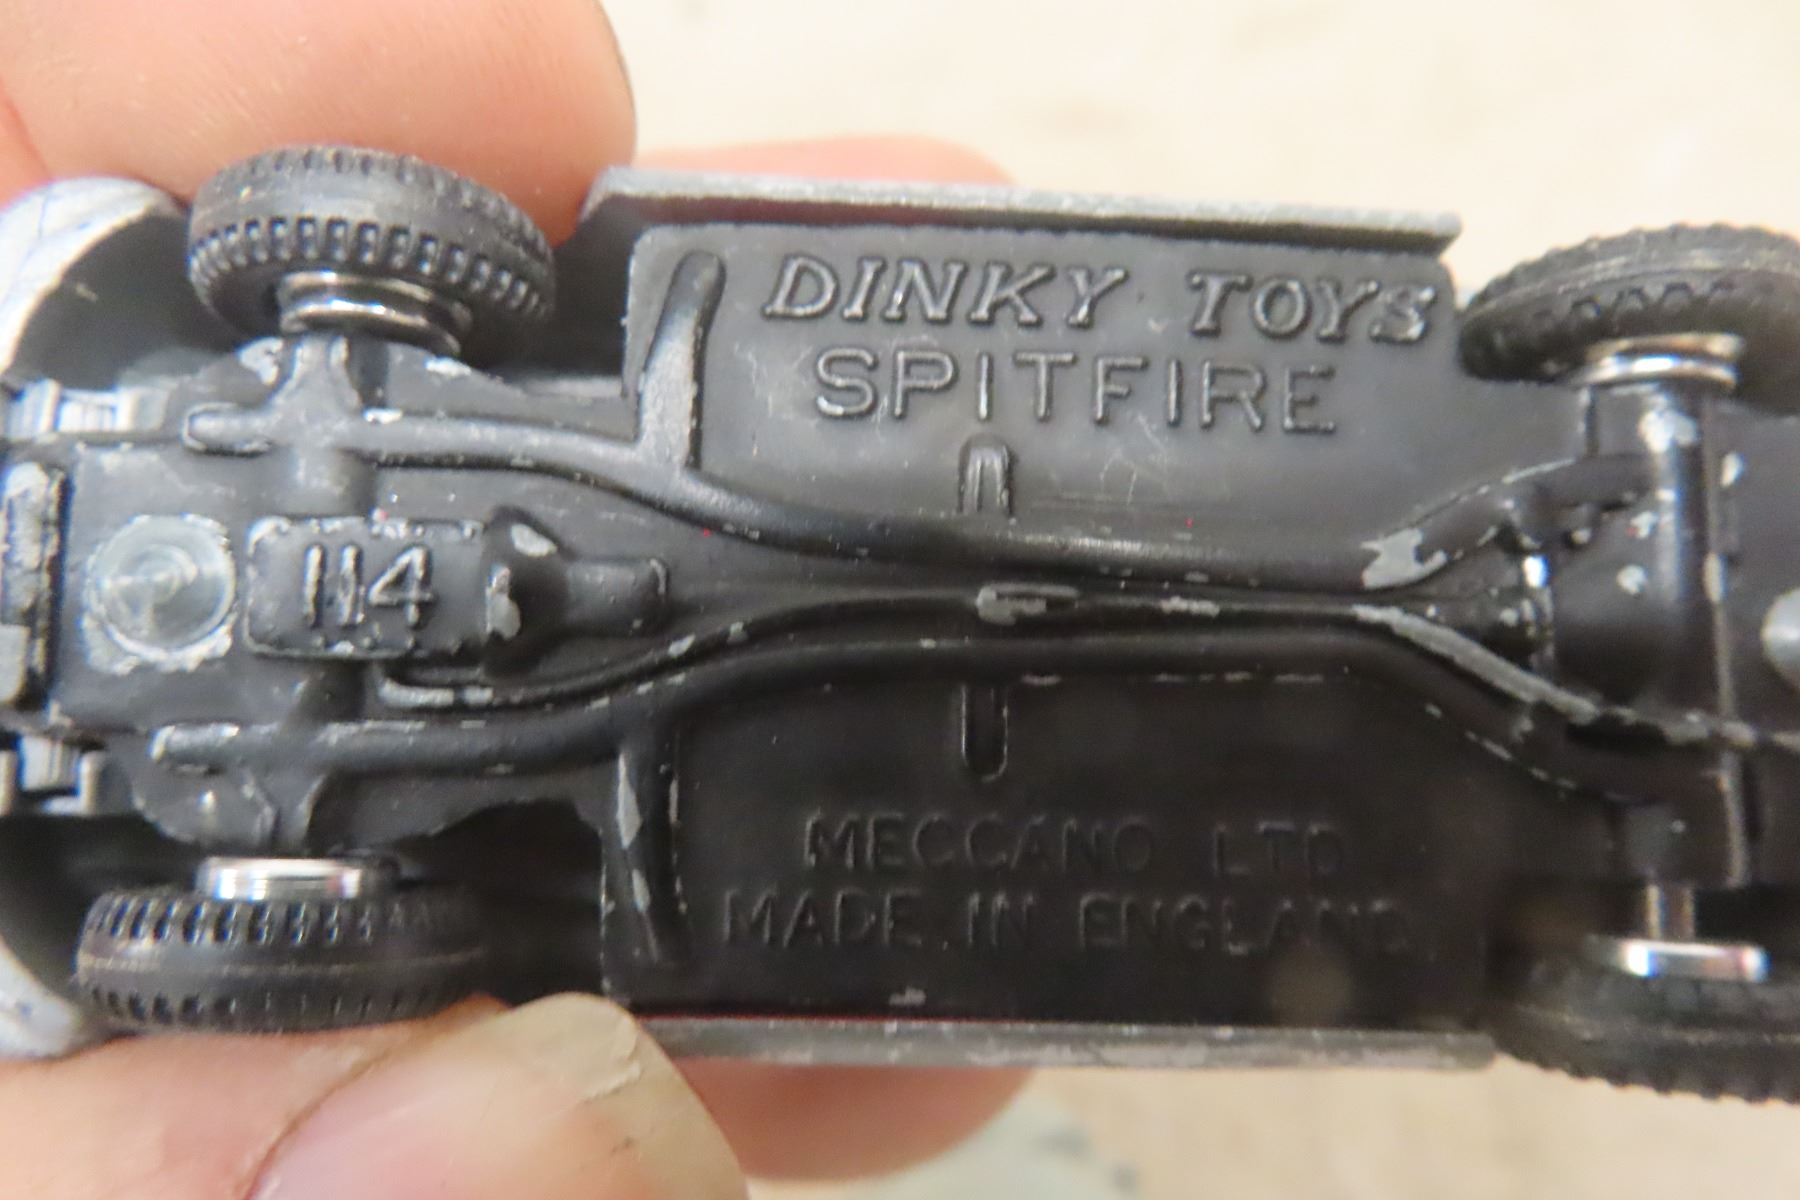 DINKY TOYS
SPITFIRE
114
MECCANO LTD
MADE IN ENGLAND